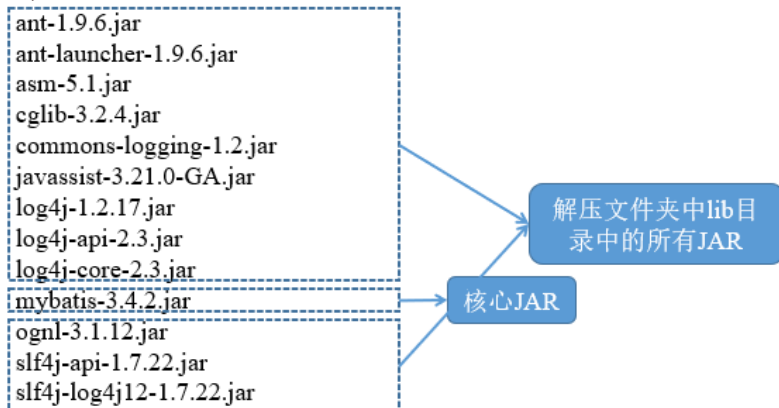 ant-1.9.6.jar
ant-launcher-1.9.6.jar
asm-5.1.jar
cglib-3.2.4.jar
commons-logging-1.2.jar
javassist-3.21.0-GA.jar
log4j-1.2.17.jar
log4j-api-2.3.jar
log4j-core-2.3.jar
mybatis-3.4.2.jar
ognl-3.1.12.jar
slf4j-api-1.7.22.jar
slf4j-log4j12-1.7.22.jar
解压文件夹中lib目
录中的所有JAR
核心JAR